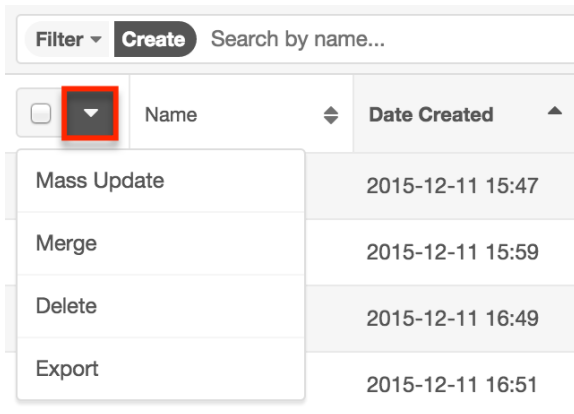 Filter Create Search by name...
Name Date Created
Mass Update 2015-12-11 15:47
Merge 2015-12-11 15:59
Delete 2015-12-11 16:49
Export 2015-12-11 16:51